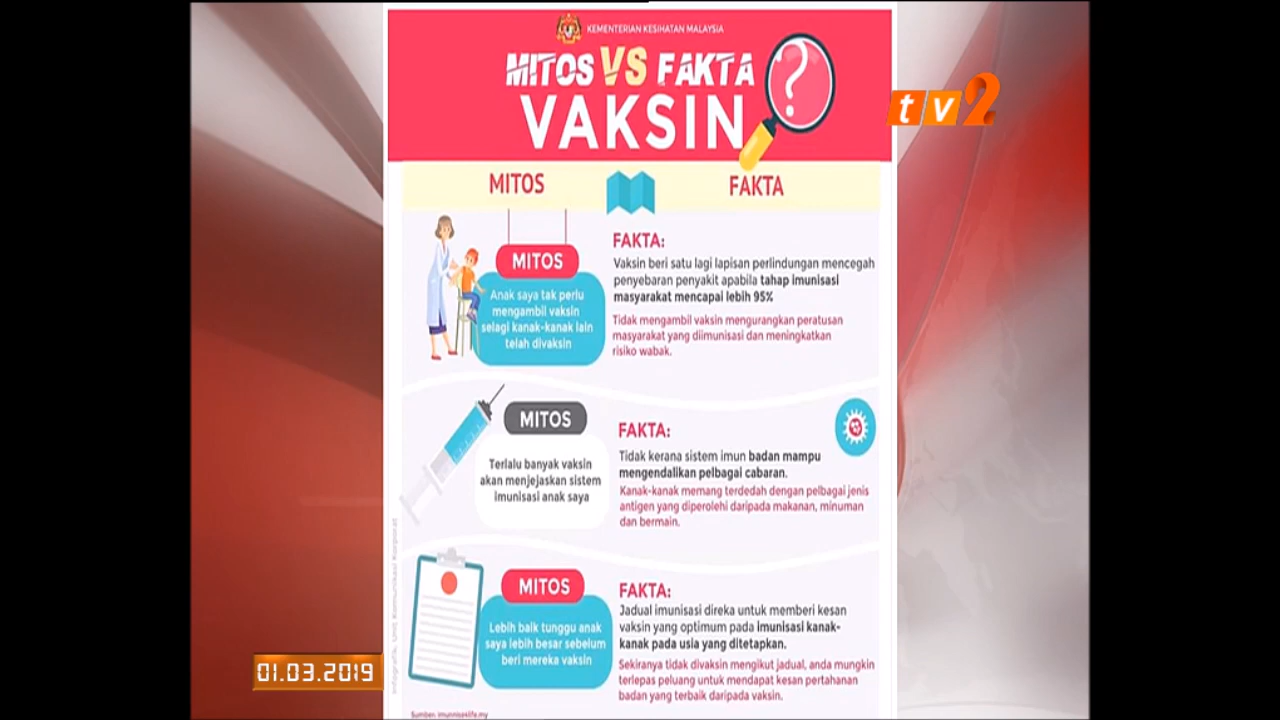 KEMENTERIAN KESIHATAN MALAYSIA
MITOS VS FAKTA
VAKSIN
tv2
MITOS
FAKTA
MITOS
Anak saya tak perlu
mengambil vaksin
selagi kanak-kanak lain
telah divaksin
FAKTA:
Vaksin beri satu lagi lapisan perlindungan mencegah
penyebaran penyakit apabila tahap imunisasi
masyarakat mencapai lebih 95%
Tidak mengambil vaksin mengurangkan peratusan
masyarakat yang diimunisasi dan meningkatkan
risiko wabak.
MITOS
Terlalu banyak vaksin
akan menjejaskan sistem
imunisasi anak saya
FAKTA:
Tidak kerana sistem imun badan mampu
mengendalikan pelbagai cabaran.
Kanak-kanak memang terdedah dengan pelbagai jenis
antigen yang diperolehi daripada makanan, minuman
dan bermain.
MITOS
Lebih baik tunggu anak
saya lebih besar sebelum
beri mereka vaksin
FAKTA:
Jadual imunisasi direka untuk memberi kesan
vaksin yang optimum pada imunisasi kanak-
kanak pada usia yang ditetapkan.
Sekiranya tidak divaksin mengikut jadual, anda mungkin
terlepas peluang untuk mendapat kesan pertahanan
badan yang terbaik daripada vaksin.
Infografik, Unit Komunikasi Korporat
01.03.2019
Sumber: immunise4life.my